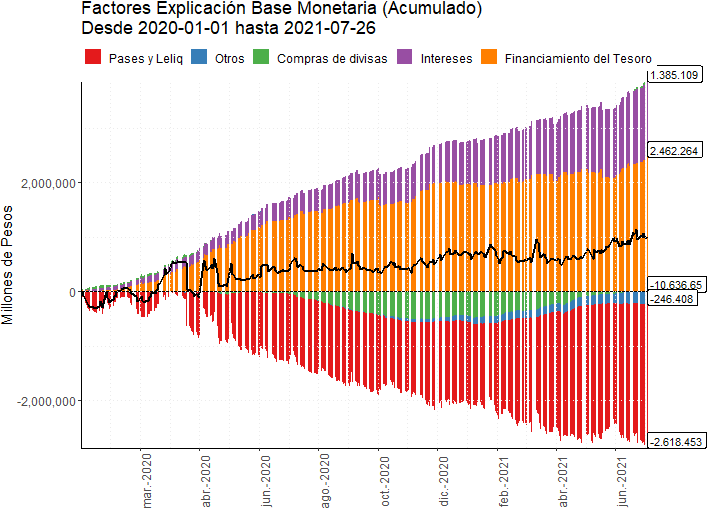 Factores Explicación Base Monetaria (Acumulado)
Desde 2020-01-01 hasta 2021-07-26
Pases y Leliq Otros Compras de divisas Intereses Financiamiento del Tesoro
1.385.109
2.462.264
2,000,000
Millones de Pesos
0
-10.636.65
-246.408
-2,000,000
-2.618.453
mar.-2020
abr.-2020
jun.-2020
ago.-2020
oct.-2020
dic.-2020
feb.-2021
abr.-2021
jun.-2021